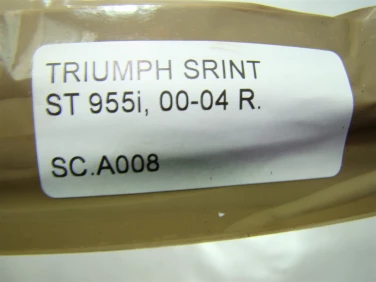 TRIUMPH SRINT
ST 955i, 00-04 R.
SC.A008